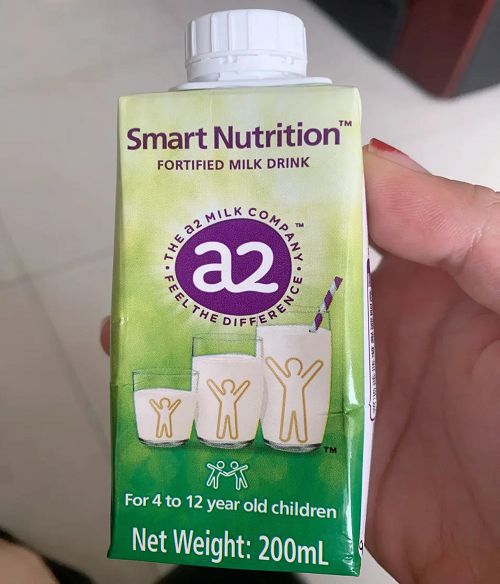 Smart Nutrition™
FORTIFIED MILK DRINK
THE a2 MILK COMPANY™
a2
FEEL THE DIFFERENCE
TM
For 4 to 12 year old children
Net Weight: 200mL